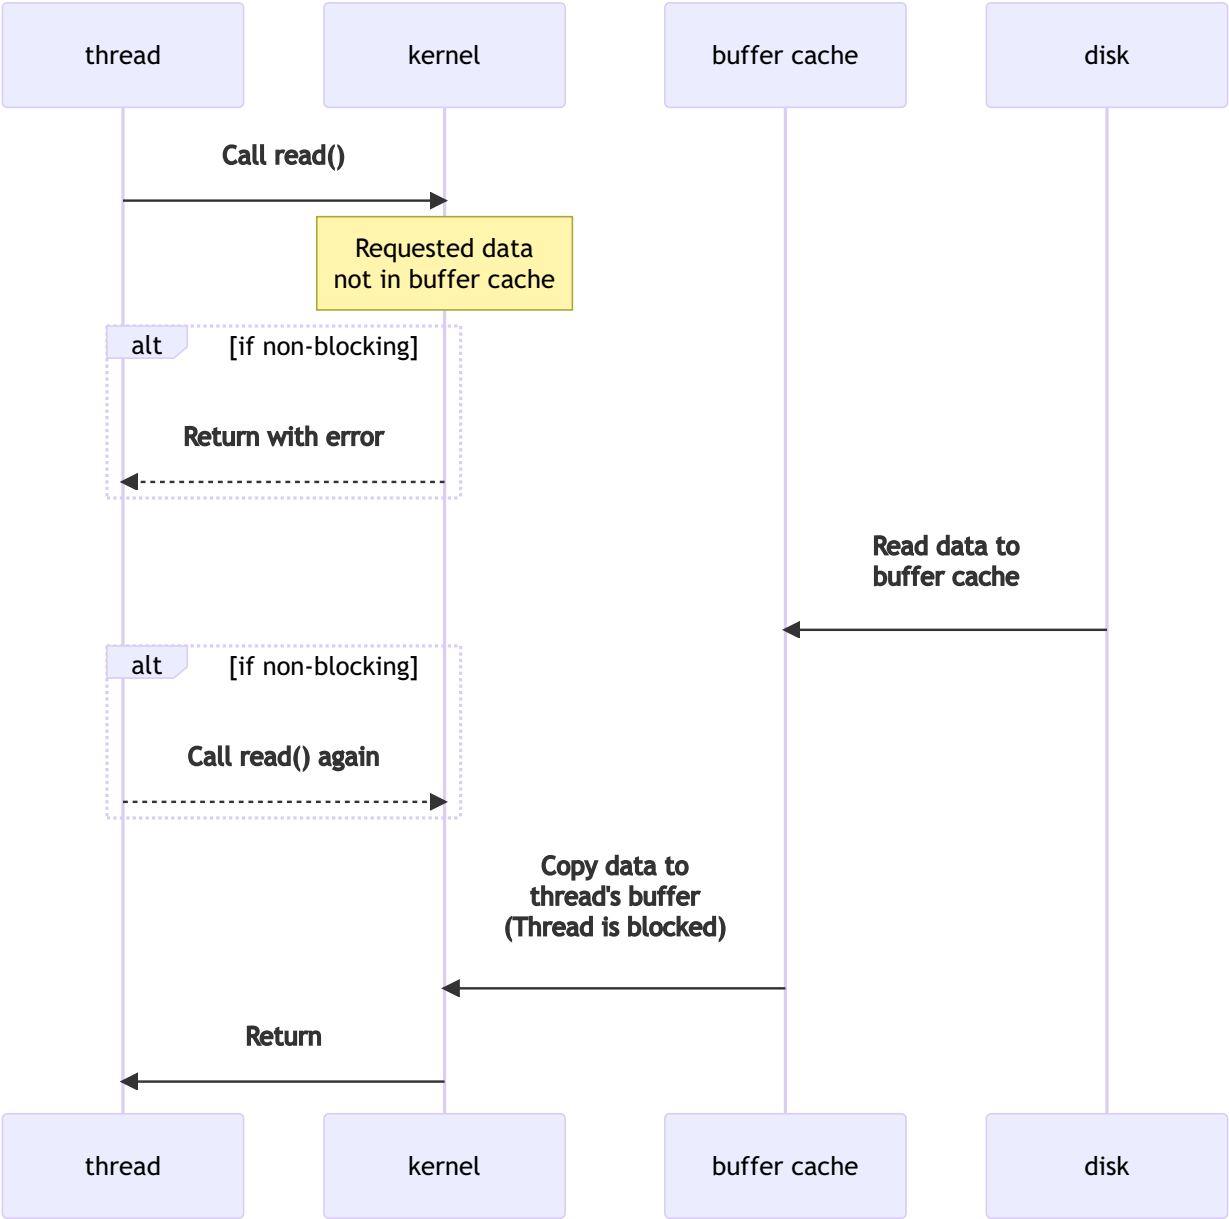 thread
kernel
buffer cache
disk
Call read()
Requested data
not in buffer cache
alt
[if non-blocking]
Return with error
Read data to
buffer cache
alt
[if non-blocking]
Call read() again
Copy data to
thread's buffer
(Thread is blocked)
Return
thread
kernel
buffer cache
disk